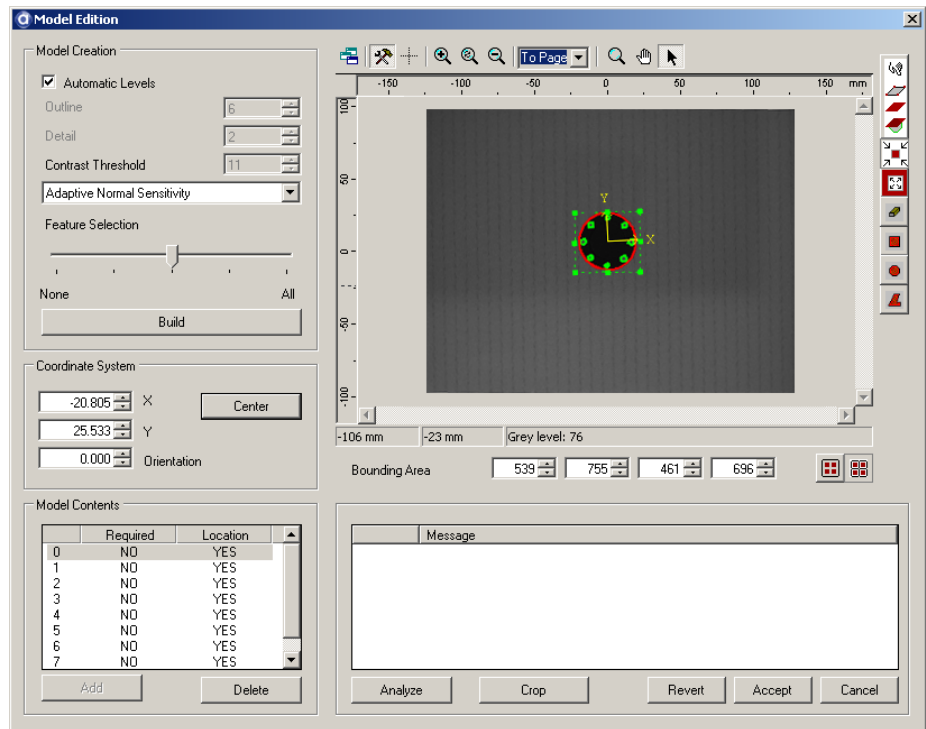 Model Edition
Model Creation
Automatic Levels
Outline 6
Detail 2
Contrast Threshold 11
Adaptive Normal Sensitivity
Feature Selection
None All
Build
Coordinate System
-20.805 X
Center
25.533 Y
0.000 Orientation
Model Contents
Required Location
0 NO YES
1 NO YES
2 NO YES
3 NO YES
4 NO YES
5 NO YES
6 NO YES
7 NO YES
Add Delete
To Page
-150 -100 -50 0 50 100 150 mm
100
50
0
-50
-100
Y
X
-106 mm -23 mm Grey level: 76
Bounding Area 539 755 461 696
Message
Analyze Crop Revert Accept Cancel